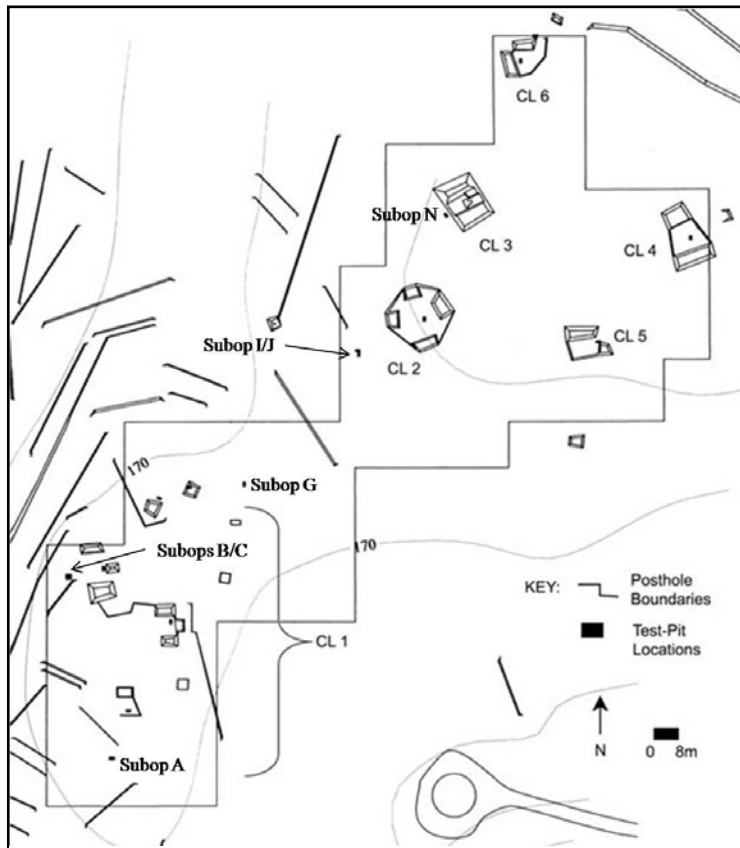 CL 6
Subop N
CL 3
CL 4
Subop I/J
CL 2
CL 5
170
Subop G
Subops B/C
170
KEY:
Posthole
Boundaries
Test-Pit
Locations
CL 1
N
0 8m
Subop A